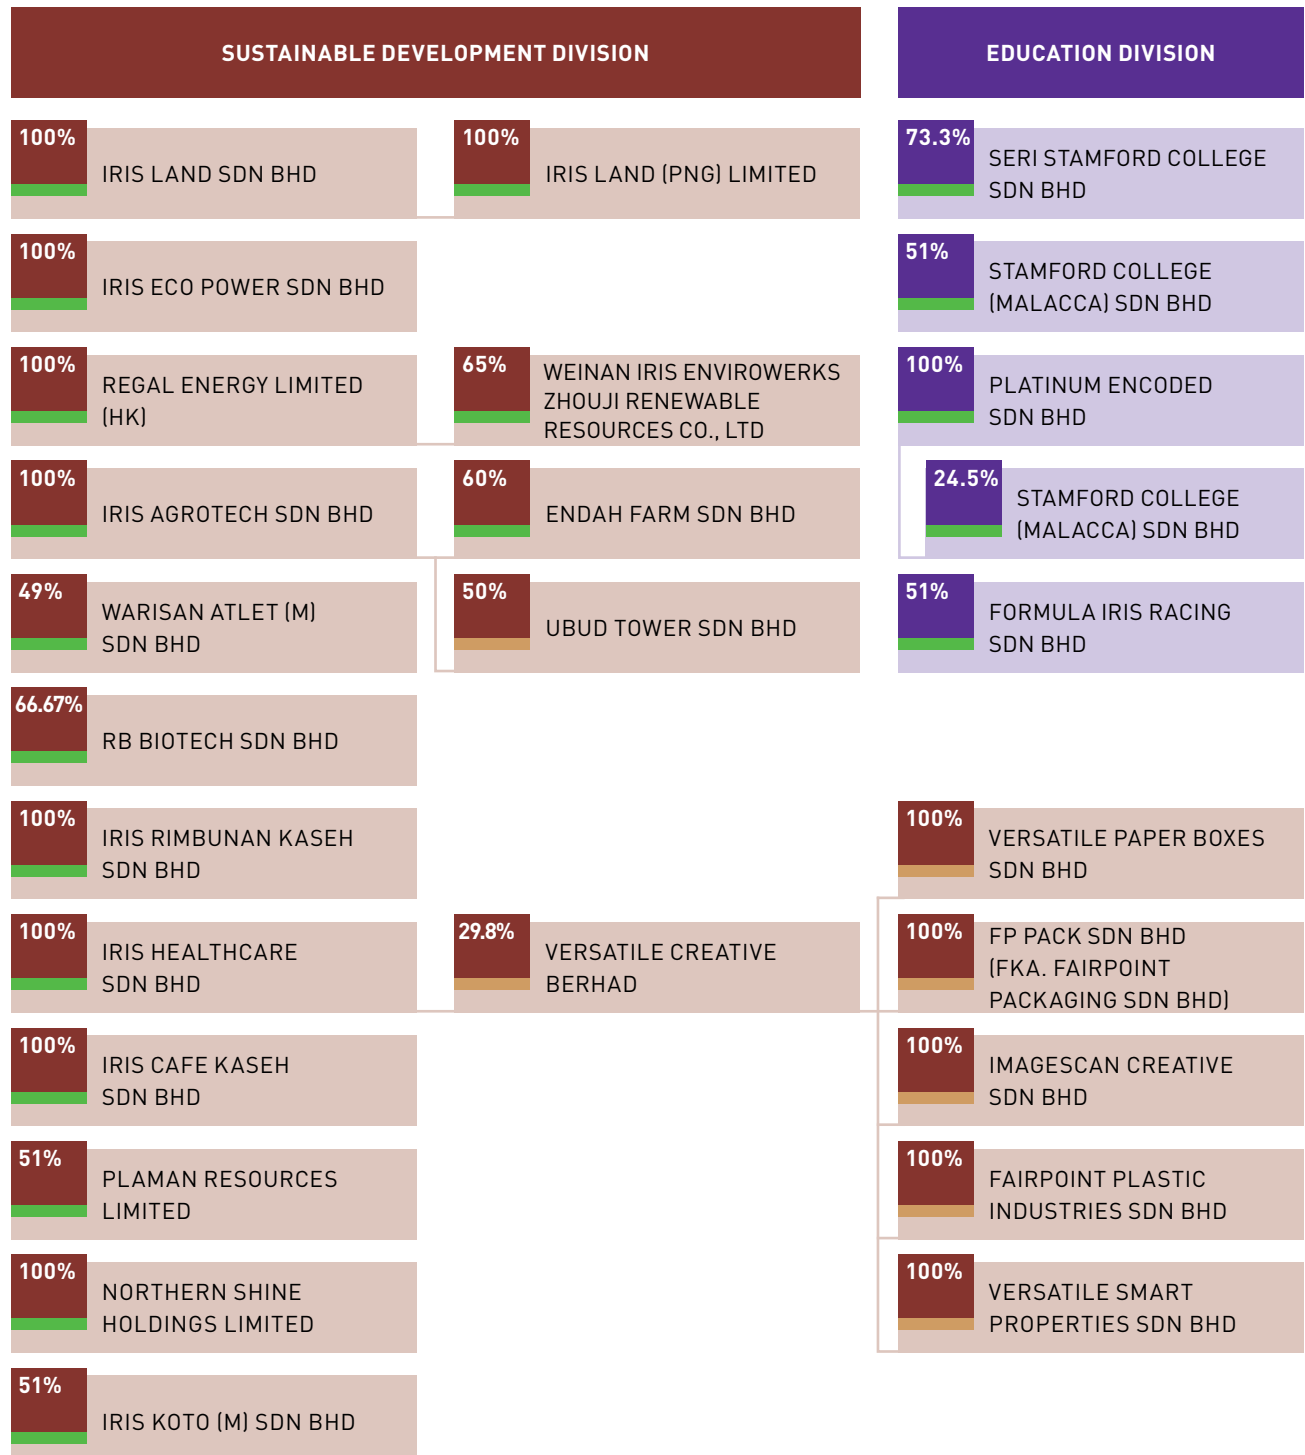 SUSTAINABLE DEVELOPMENT DIVISION
EDUCATION DIVISION
100%
IRIS LAND SDN BHD
100%
IRIS LAND (PNG) LIMITED
73.3%
SERI STAMFORD COLLEGE
SDN BHD
100%
IRIS ECO POWER SDN BHD
51%
STAMFORD COLLEGE
(MALACCA) SDN BHD
100%
REGAL ENERGY LIMITED
(HK)
65%
WEINAN IRIS ENVIROWERKS
ZHOUJI RENEWABLE
RESOURCES CO., LTD
100%
PLATINUM ENCODED
SDN BHD
100%
IRIS AGROTECH SDN BHD
60%
ENDAH FARM SDN BHD
24.5%
STAMFORD COLLEGE
(MALACCA) SDN BHD
49%
WARISAN ATLET (M)
SDN BHD
50%
UBUD TOWER SDN BHD
51%
FORMULA IRIS RACING
SDN BHD
66.67%
RB BIOTECH SDN BHD
100%
IRIS RIMBUNAN KASEH
SDN BHD
100%
VERSATILE PAPER BOXES
SDN BHD
100%
IRIS HEALTHCARE
SDN BHD
29.8%
VERSATILE CREATIVE
BERHAD
100%
FP PACK SDN BHD
(FKA. FAIRPOINT
PACKAGING SDN BHD)
100%
IRIS CAFE KASEH
SDN BHD
100%
IMAGESCAN CREATIVE
SDN BHD
51%
PLAMAN RESOURCES
LIMITED
100%
FAIRPOINT PLASTIC
INDUSTRIES SDN BHD
100%
NORTHERN SHINE
HOLDINGS LIMITED
100%
VERSATILE SMART
PROPERTIES SDN BHD
51%
IRIS KOTO (M) SDN BHD